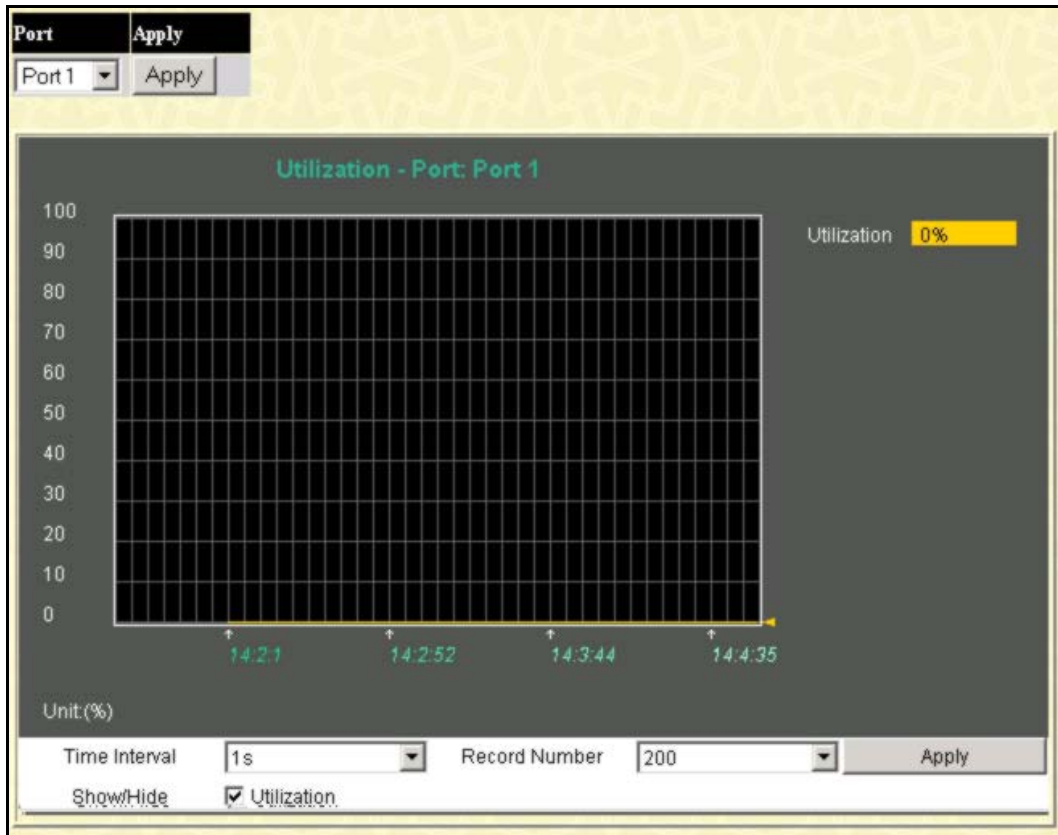 Port Apply
Port 1 Apply
Utilization - Port: Port 1
100
90
80
70
60
50
40
30
20
10
0
Utilization 0%
14:2:1 14:2:52 14:3:44 14:4:35
Unit:(%)
Time Interval 1s Record Number 200 Apply
Show/Hide Utilization